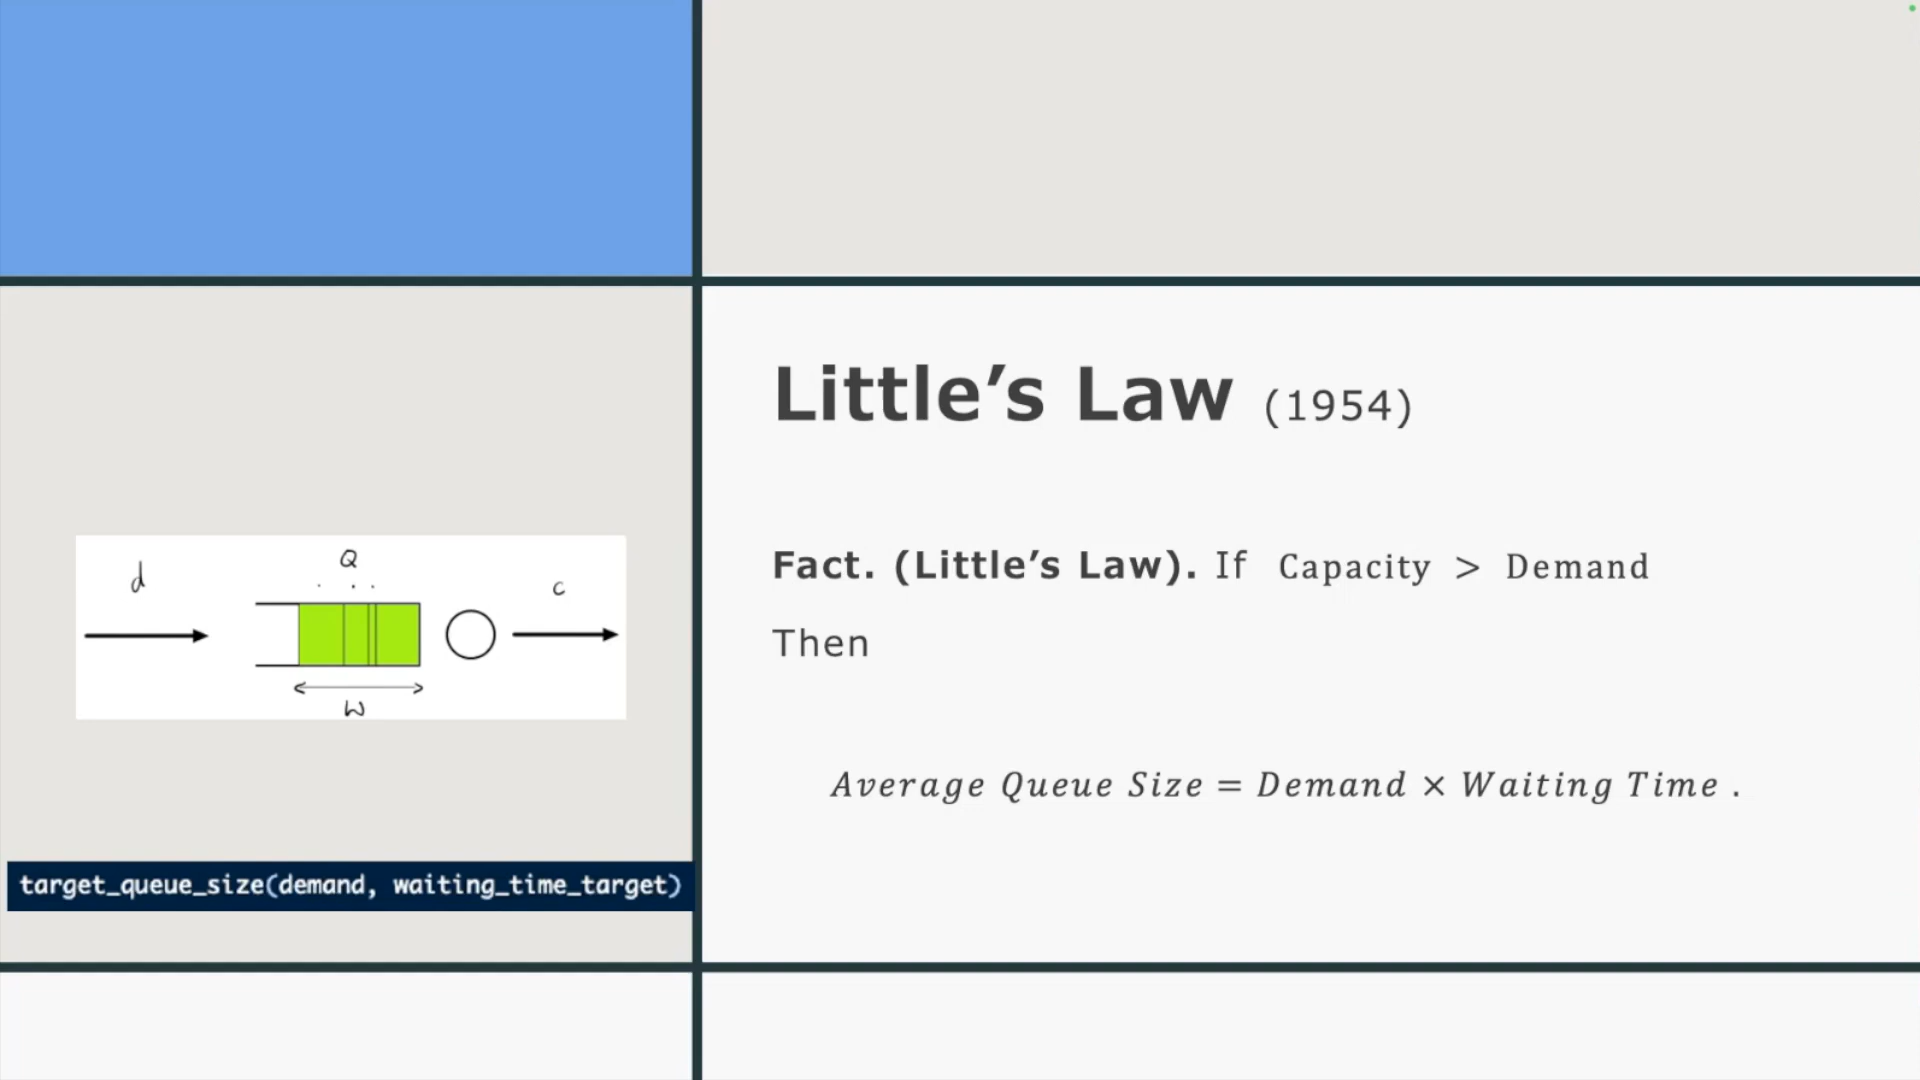 Little’s Law (1954)
Fact. (Little’s Law). If Capacity > Demand
Then
Average Queue Size = Demand × Waiting Time .
d
Q
c
W
target_queue_size(demand, waiting_time_target)